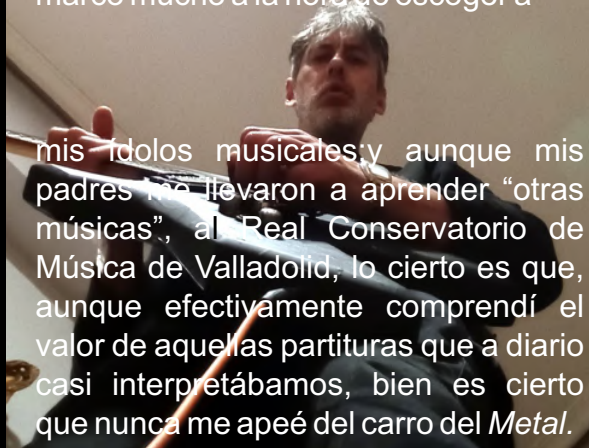 marcó mucho a la hora de escoger a
mis ídolos musicales;y aunque mis
padres me llevaron a aprender “otras
músicas”, al Real Conservatorio de
Música de Valladolid, lo cierto es que,
aunque efectivamente comprendí el
valor de aquellas partituras que a diario
casi interpretábamos, bien es cierto
que nunca me apeé del carro del Metal.